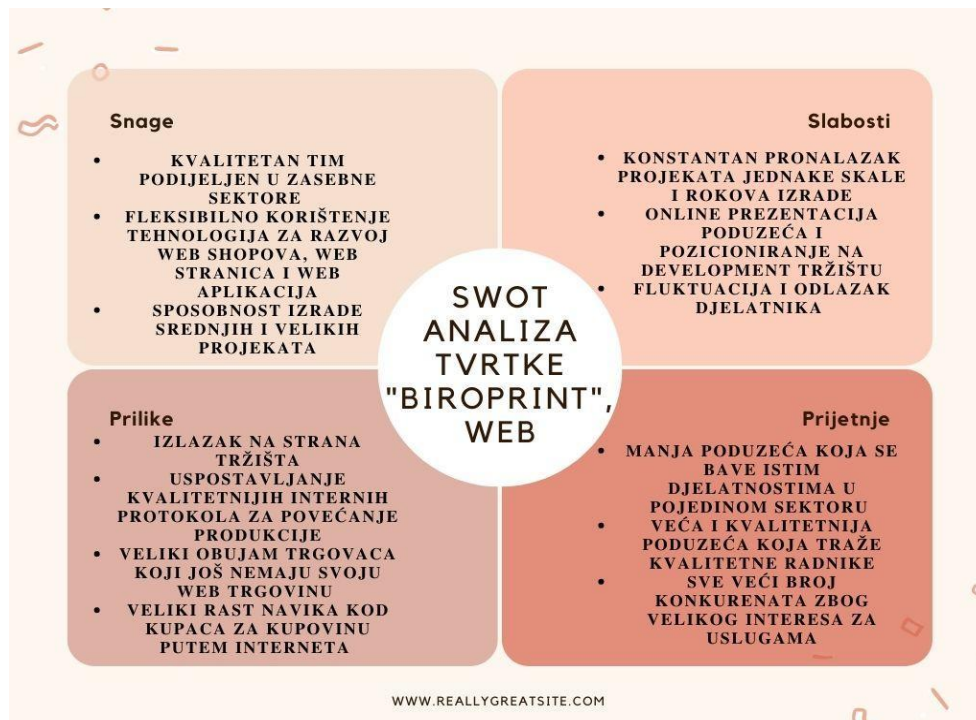 Snage
• KVALITETAN TIM
PODIJELJEN U ZASEBNE
SEKTORE
• FLEKSIBILNO KORIŠTENJE
TEHNOLOGIJA ZA RAZVOJ
WEB SHOPOVA, WEB
STRANICA I WEB
APLIKACIJA
• SPOSOBNOST IZRADE
SREDNJIH I VELIKIH
PROJEKATA
Slabosti
• KONSTANTAN PRONALAZAK
PROJEKATA JEDNAKE SKALE
I ROKOVA IZRADE
• ONLINE PREZENTACIJA
PODUZEĆA I
POZICIONIRANJE NA
DEVELOPMENT TRŽIŠTU
• FLUKTUACIJA I ODLAZAK
DJELATNIKA
SWOT
ANALIZA
TVRTKE
"BIROPRINT",
WEB
Prilike
• IZLAZAK NA STRANA
TRŽIŠTA
• USPOSTAVLJANJE
KVALITETNIJIH INTERNIH
PROTOKOLA ZA POVEĆANJE
PRODUKCIJE
• VELIKI OBUJAM TRGOVACA
KOJI JOŠ NEMAJU SVOJU
WEB TRGOVINU
• VELIKI RAST NAVIKA KOD
KUPACA ZA KUPOVINU
PUTEM INTERNETA
Prijetnje
• MANJA PODUZEĆA KOJA SE
BAVE ISTIM
DJELATNOSTIMA U
POJEDINOM SEKTORU
• VEĆA I KVALITETNIJA
PODUZEĆA KOJA TRAŽE
KVALITETNE RADNIKE
• SVE VEĆI BROJ
KONKURENATA ZBOG
VELIKOG INTERESA ZA
USLUGAMA
WWW.REALLYGREATSITE.COM